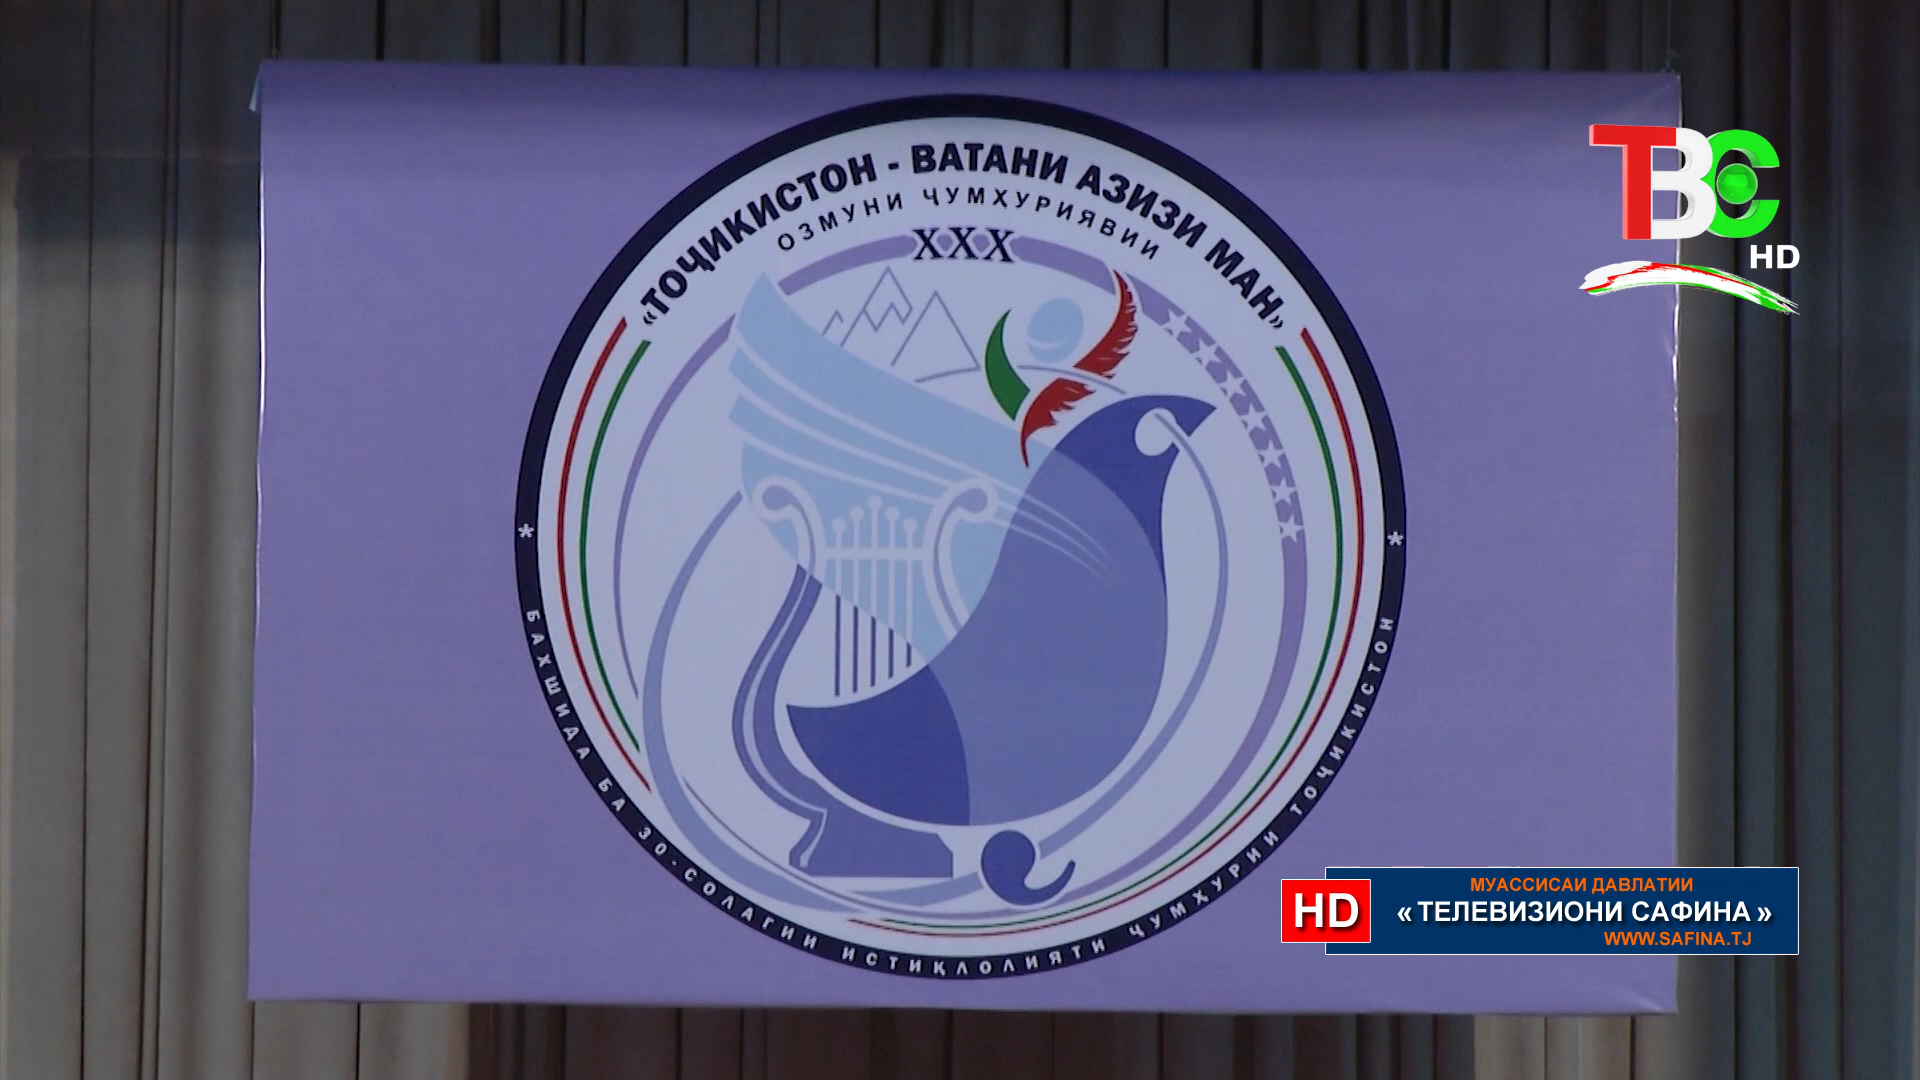 «ТОҶИКИСТОН - ВАТАНИ АЗИЗИ МАН»
ОЗМУНИ ҶУМҲУРИЯВИИ
XXX
* БАХШИДА БА 30-СОЛАГИИ ИСТИҚЛОЛИЯТИ ҶУМҲУРИИ ТОҶИКИСТОН *
ТВС
HD
HD
МУАССИСАИ ДАВЛАТИИ
« ТЕЛЕВИЗИОНИ САФИНА »
WWW.SAFINA.TJ